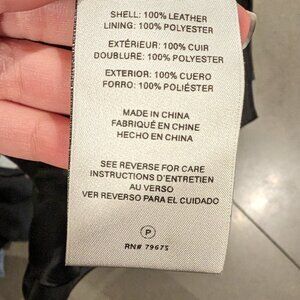 SHELL: 100% LEATHER
LINING: 100% POLYESTER
EXTÉRIEUR: 100% CUIR
DOUBLURE: 100% POLYESTER
EXTERIOR: 100% CUERO
FORRO: 100% POLIÉSTER
MADE IN CHINA
FABRIQUÉ EN CHINE
HECHO EN CHINA
SEE REVERSE FOR CARE
INSTRUCTIONS D'ENTRETIEN
AU VERSO
VER REVERSO PARA EL CUIDADO
P
RN# 79675